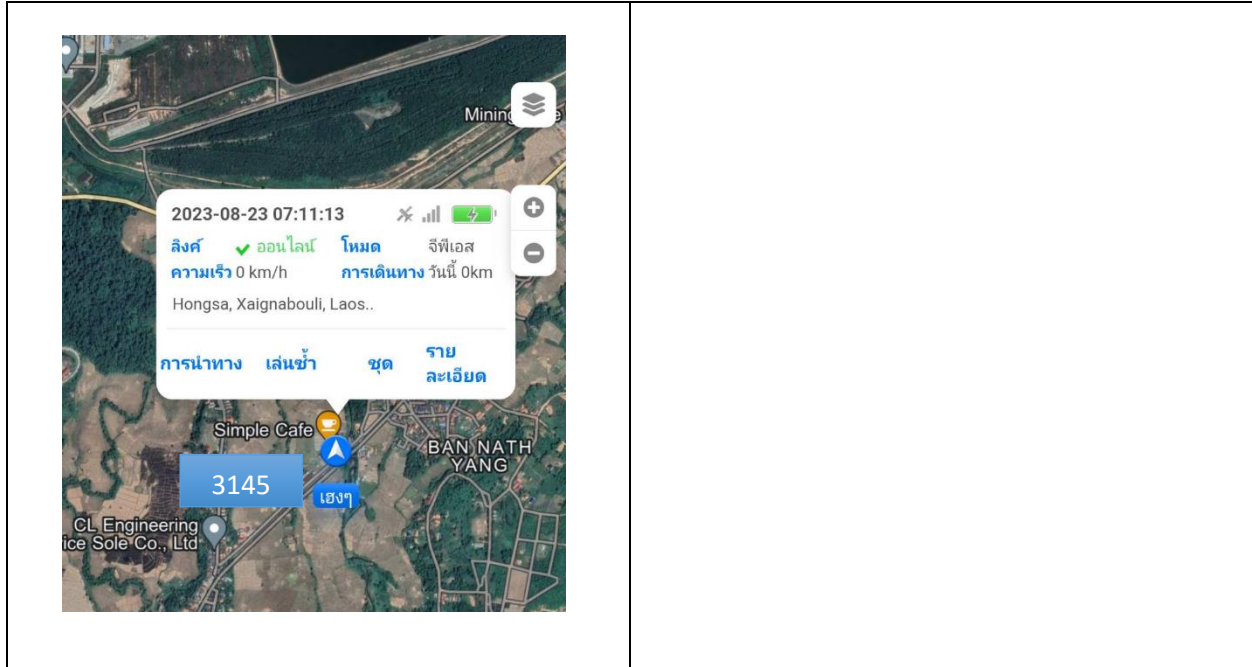 Mining
2023-08-23 07:11:13
ลิงค์ ออนไลน์ โหมด จีพีเอส
ความเร็ว 0 km/h การเดินทาง วันนี้ 0km
Hongsa, Xaignabouli, Laos..
การนำทาง เล่นซ้ำ ชุด ราย
ละเอียด
Simple Cafe
BAN NATH
YANG
3145
เฮงๆ
CL Engineering
ice Sole Co., Ltd